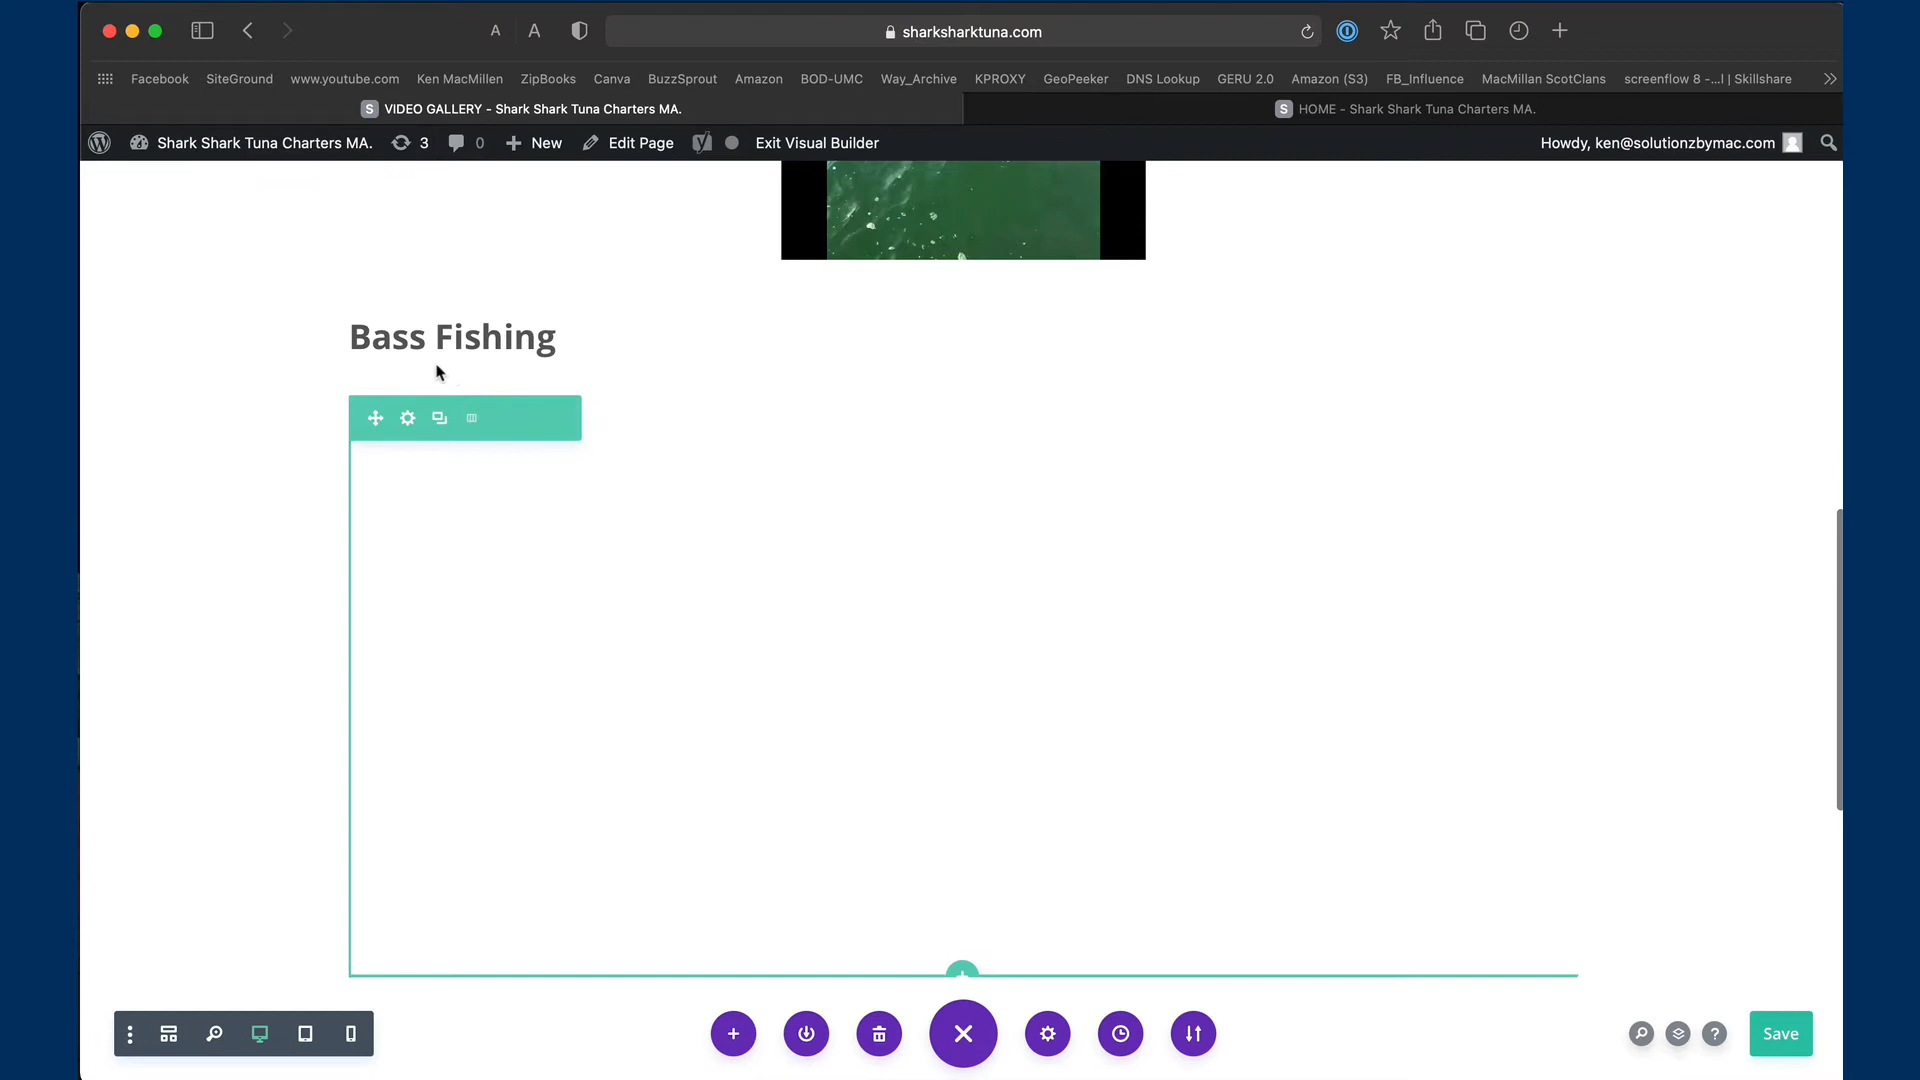 A A sharksharktuna.com
Facebook SiteGround www.youtube.com Ken MacMillen ZipBooks Canva BuzzSprout Amazon BOD-UMC Way_Archive KPROXY GeoPeeker DNS Lookup GERU 2.0 Amazon (S3) FB_Influence MacMillan ScotClans screenflow 8 -...l | Skillshare
S VIDEO GALLERY - Shark Shark Tuna Charters MA. S HOME - Shark Shark Tuna Charters MA.
Shark Shark Tuna Charters MA. 3 0 New Edit Page Exit Visual Builder Howdy, ken@solutionzbymac.com
Bass Fishing
? Save